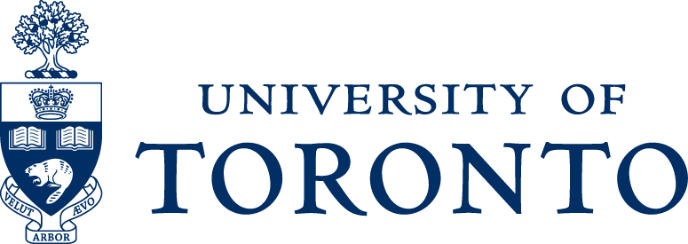 UNIVERSITY OF
TORONTO
VELUT
ARBOR
ÆVO